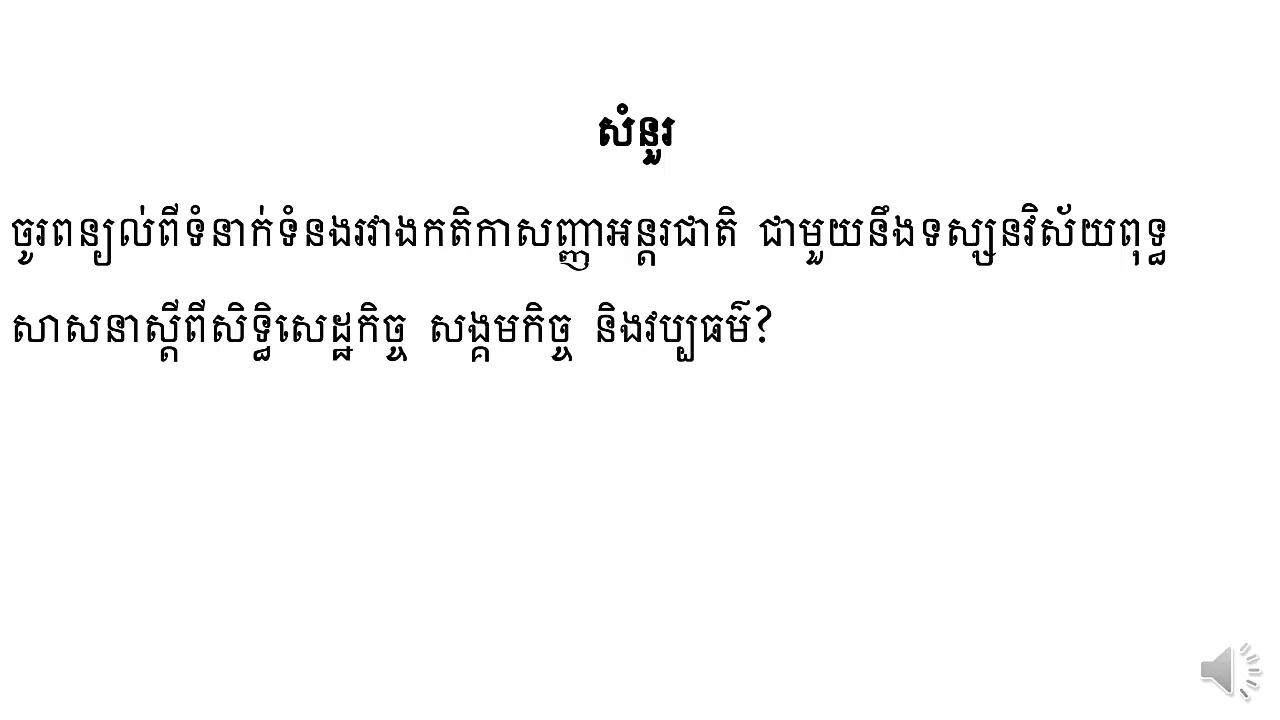 សំនួរ
ចូរពន្យល់ពីទំនាក់ទំនងរវាងកតិកាសញ្ញាអន្តរជាតិ ជាមួយនឹងទស្សនវិស័យពុទ្ធ
សាសនាស្តីពីសិទ្ធិសេដ្ឋកិច្ច សង្គមកិច្ច និងវប្បធម៌?